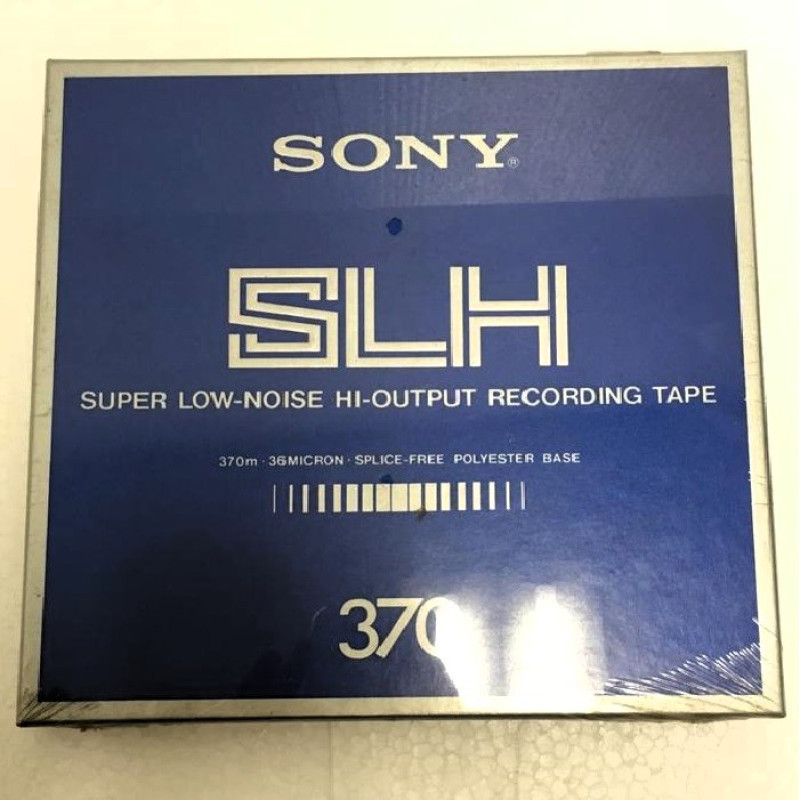 SONY®
SLH
SUPER LOW-NOISE HI-OUTPUT RECORDING TAPE
370m · 36MICRON · SPLICE-FREE POLYESTER BASE
370